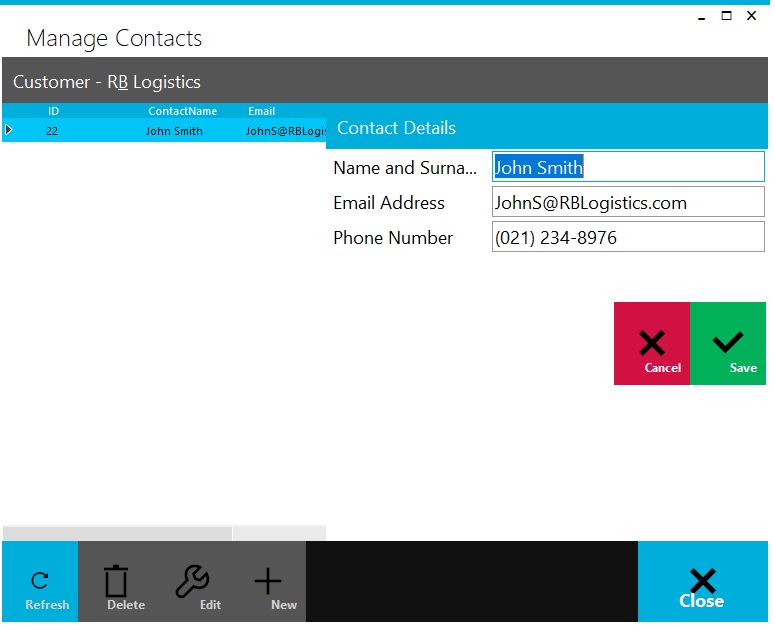 Manage Contacts
Customer - RB Logistics
ID ContactName Email
22 John Smith JohnS@RBLogis
Contact Details
Name and Surna... John Smith
Email Address JohnS@RBLogistics.com
Phone Number (021) 234-8976
Cancel Save
Refresh Delete Edit New Close